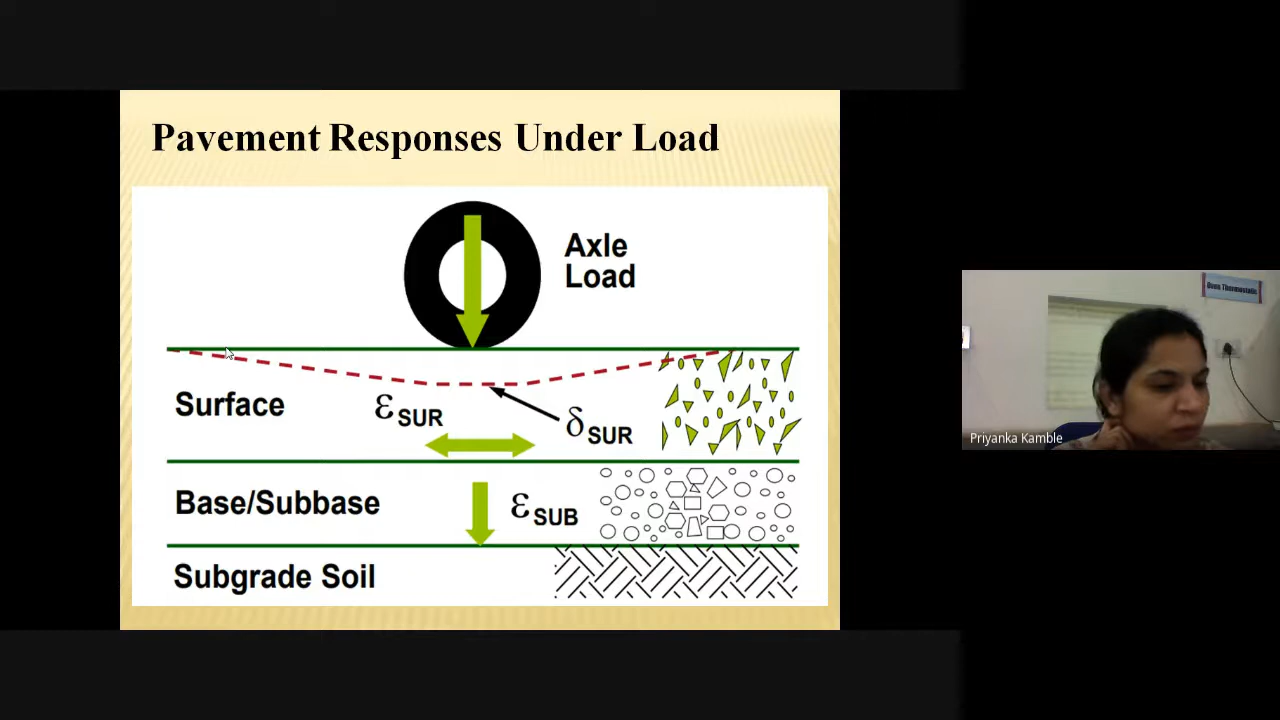 Pavement Responses Under Load
Axle
Load
Surface
εSUR
δSUR
Base/Subbase
εSUB
Subgrade Soil
Priyanka Kamble